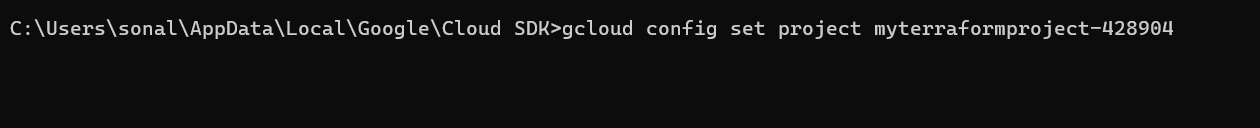 C:\Users\sonal\AppData\Local\Google\Cloud SDK>gcloud config set project myterraformproject-428904